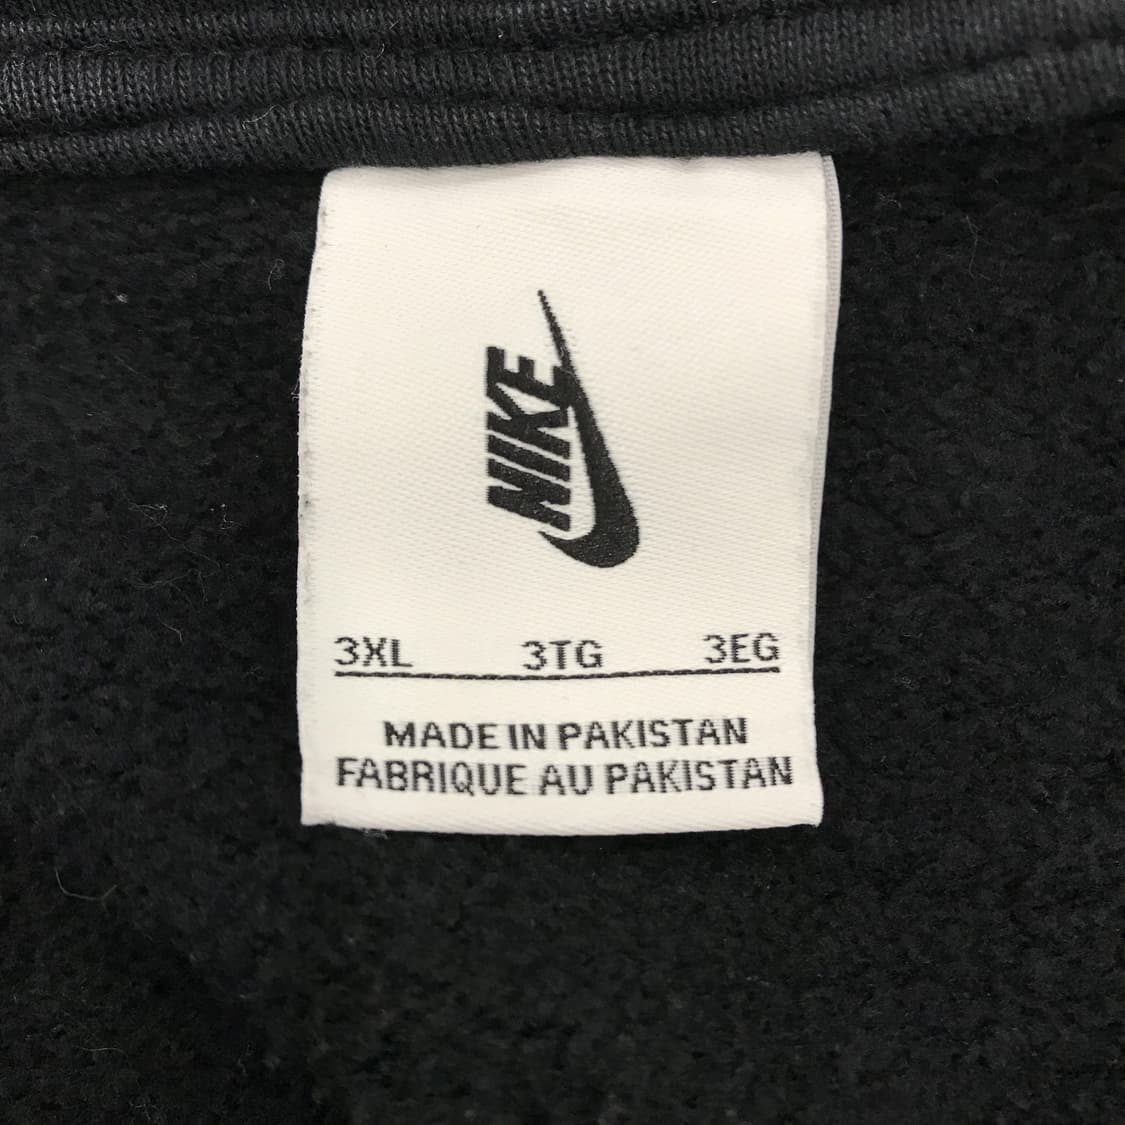 NIKE
3XL 3TG 3EG
MADE IN PAKISTAN
FABRIQUE AU PAKISTAN